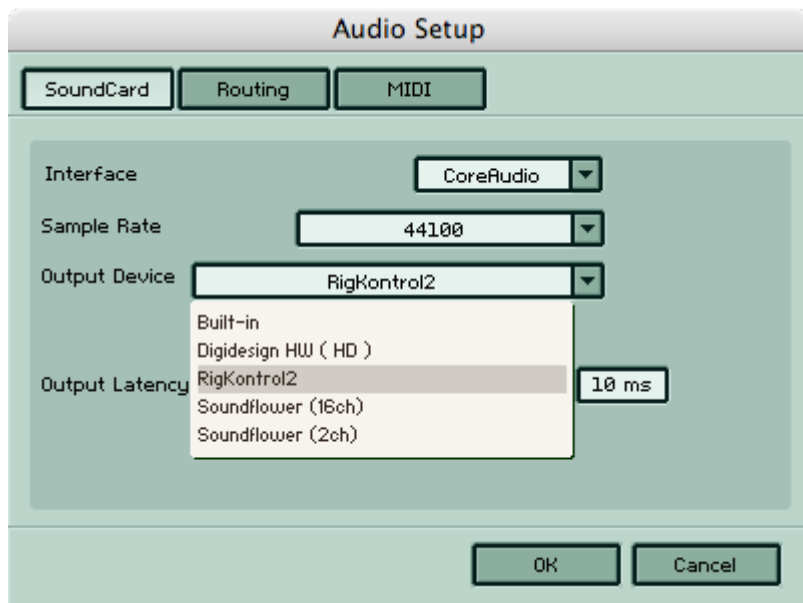 Audio Setup
SoundCard
Routing
MIDI
Interface
CoreAudio
Sample Rate
44100
Output Device
RigKontrol2
Built-in
Digidesign HW ( HD )
RigKontrol2
Soundflower (16ch)
Soundflower (2ch)
Output Latency
10 ms
OK
Cancel